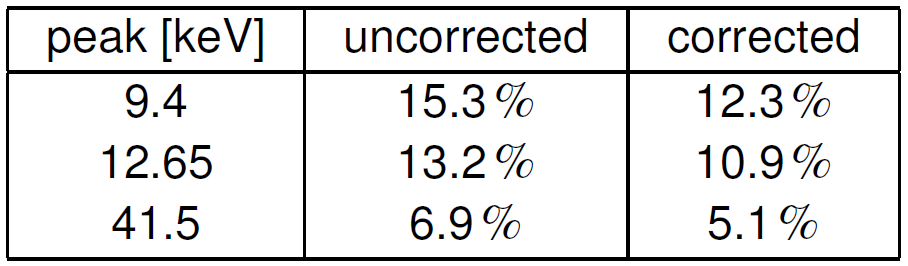 peak [keV] uncorrected corrected
9.4 15.3 % 12.3 %
12.65 13.2 % 10.9 %
41.5 6.9 % 5.1 %